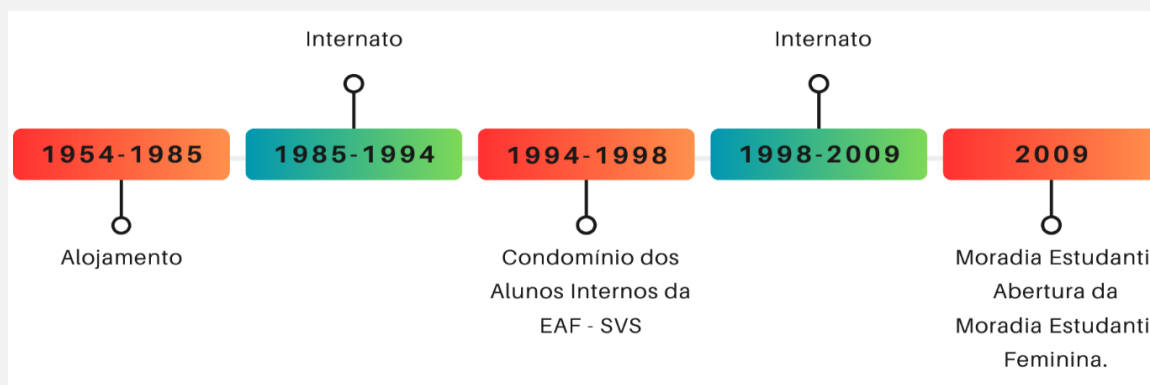 Internato
Internato
1954-1985
1985-1994
1994-1998
1998-2009
2009
Alojamento
Condomínio dos
Alunos Internos da
EAF - SVS
Moradia Estudanti
Abertura da
Moradia Estudanti
Feminina.